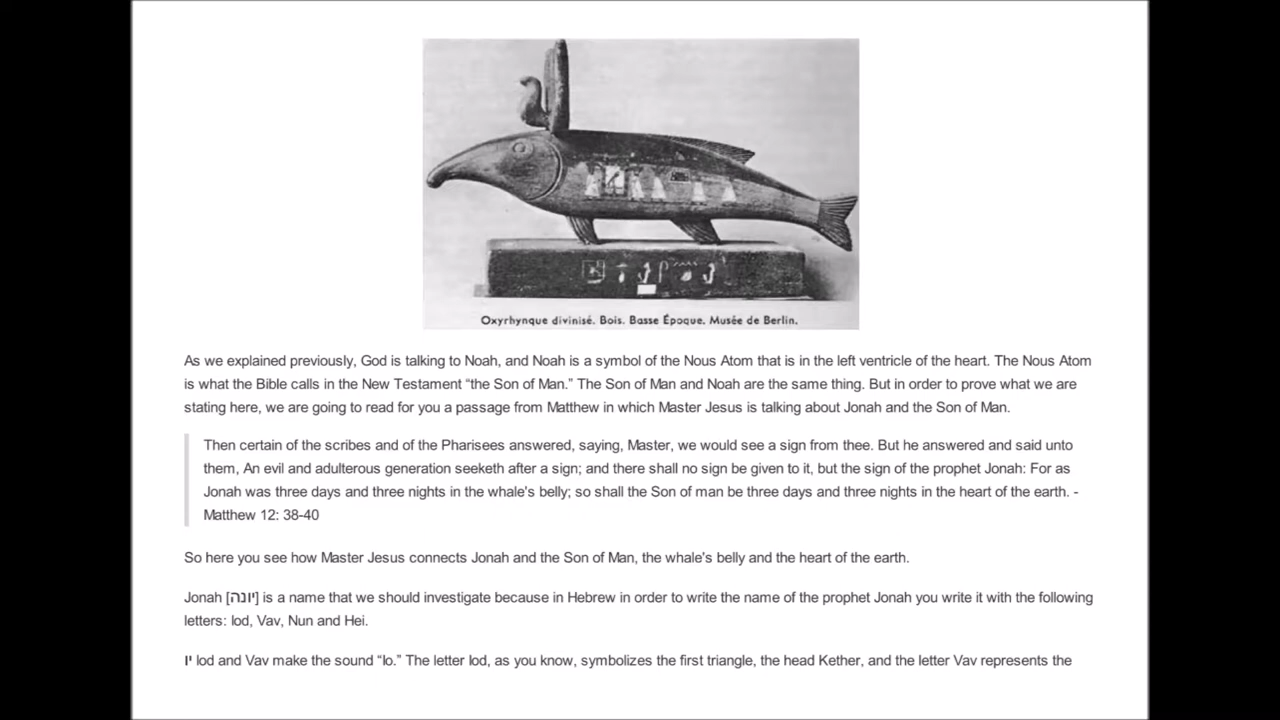 Oxyrhynque divinisé. Bois. Basse Époque. Musée de Berlin.
As we explained previously, God is talking to Noah, and Noah is a symbol of the Nous Atom that is in the left ventricle of the heart. The Nous Atom
is what the Bible calls in the New Testament “the Son of Man.” The Son of Man and Noah are the same thing. But in order to prove what we are
stating here, we are going to read for you a passage from Matthew in which Master Jesus is talking about Jonah and the Son of Man.
Then certain of the scribes and of the Pharisees answered, saying, Master, we would see a sign from thee. But he answered and said unto
them, An evil and adulterous generation seeketh after a sign; and there shall no sign be given to it, but the sign of the prophet Jonah: For as
Jonah was three days and three nights in the whale's belly; so shall the Son of man be three days and three nights in the heart of the earth. -
Matthew 12: 38-40
So here you see how Master Jesus connects Jonah and the Son of Man, the whale's belly and the heart of the earth.
Jonah [יונה] is a name that we should investigate because in Hebrew in order to write the name of the prophet Jonah you write it with the following
letters: Iod, Vav, Nun and Hei.
יו Iod and Vav make the sound “Io.” The letter Iod, as you know, symbolizes the first triangle, the head Kether, and the letter Vav represents the